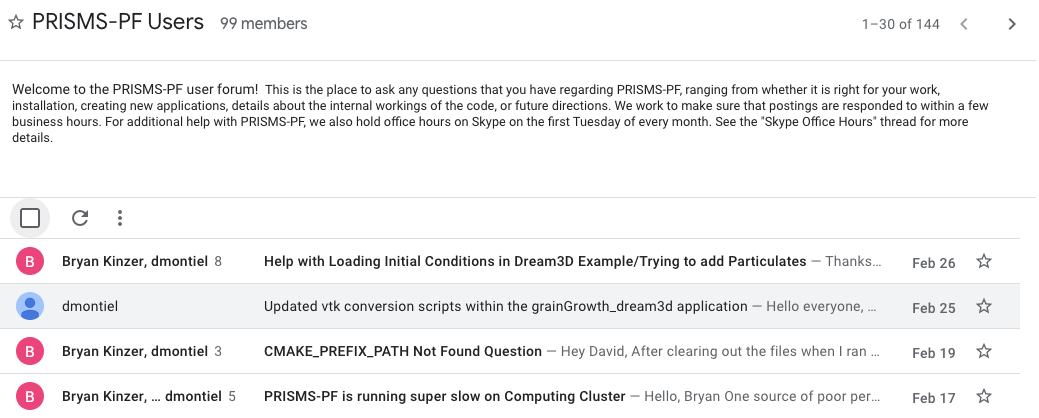 PRISMS-PF Users 99 members 1–30 of 144
Welcome to the PRISMS-PF user forum! This is the place to ask any questions that you have regarding PRISMS-PF, ranging from whether it is right for your work,
installation, creating new applications, details about the internal workings of the code, or future directions. We work to make sure that postings are responded to within a few
business hours. For additional help with PRISMS-PF, we also hold office hours on Skype on the first Tuesday of every month. See the "Skype Office Hours" thread for more
details.
B Bryan Kinzer, dmontiel 8 Help with Loading Initial Conditions in Dream3D Example/Trying to add Particulates — Thanks… Feb 26
dmontiel Updated vtk conversion scripts within the grainGrowth_dream3d application — Hello everyone, … Feb 25
B Bryan Kinzer, dmontiel 3 CMAKE_PREFIX_PATH Not Found Question — Hey David, After clearing out the files when I ran … Feb 19
B Bryan Kinzer, … dmontiel 5 PRISMS-PF is running super slow on Computing Cluster — Hello, Bryan One source of poor per… Feb 17